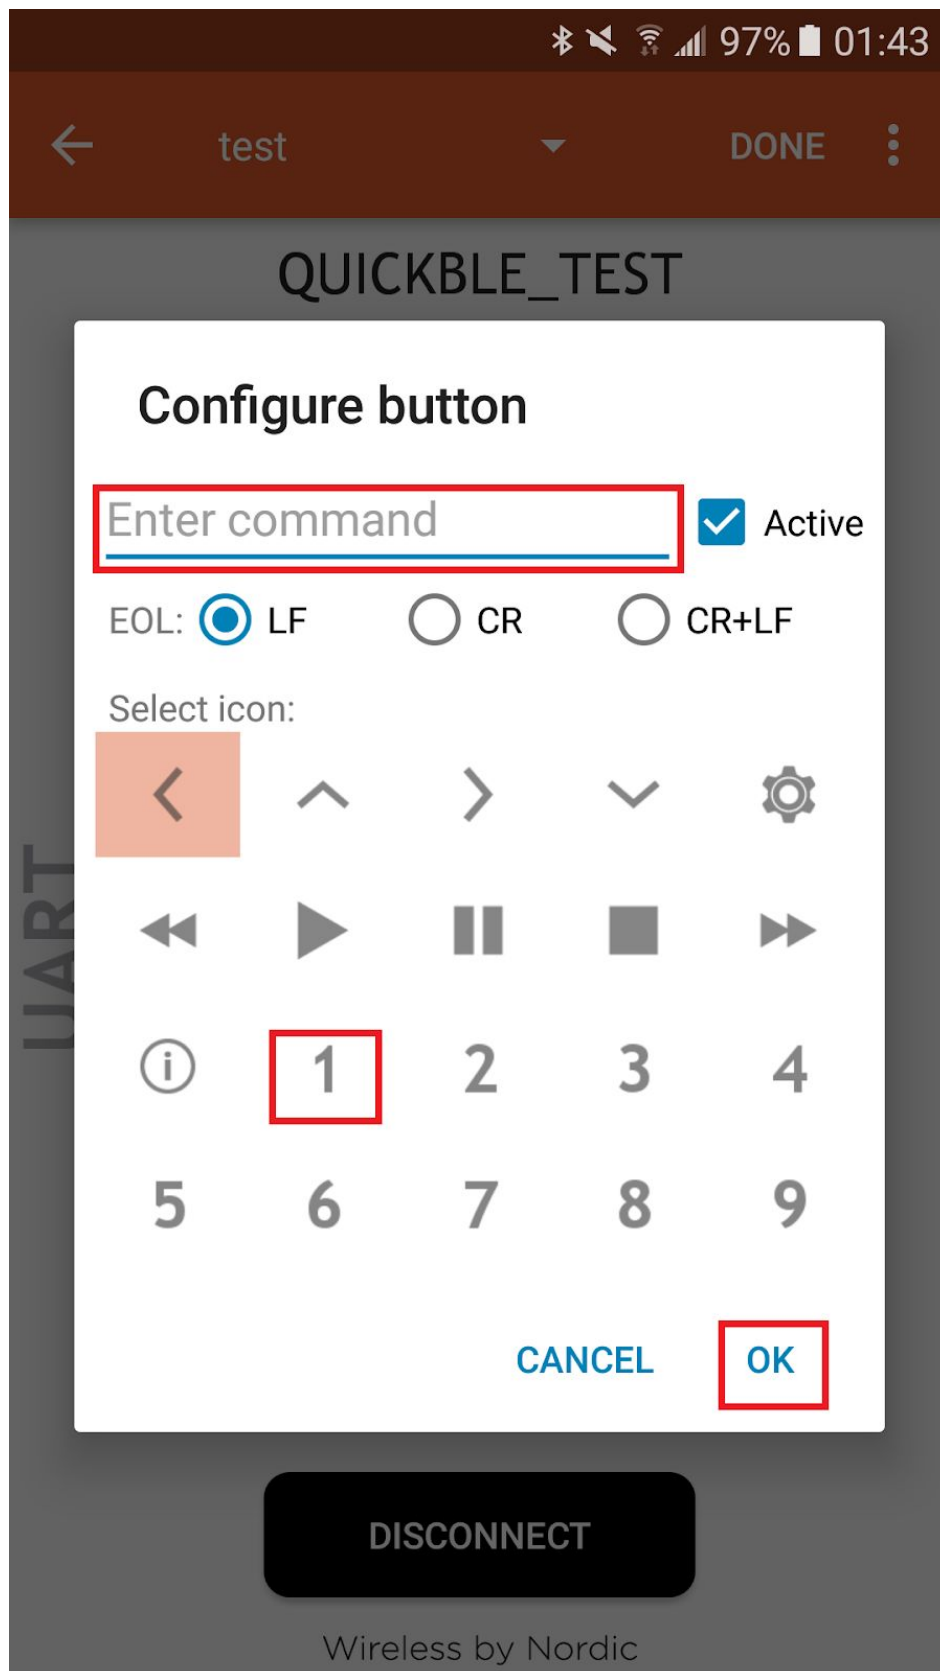 97% 01:43
test DONE
QUICKBLE_TEST
Configure button
Enter command Active
EOL: LF CR CR+LF
Select icon:
UART
1 2 3 4
5 6 7 8 9
CANCEL OK
DISCONNECT
Wireless by Nordic